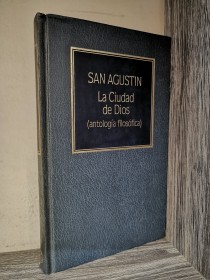 SAN AGUSTIN
La Ciudad
de Dios
(antología filosófica)